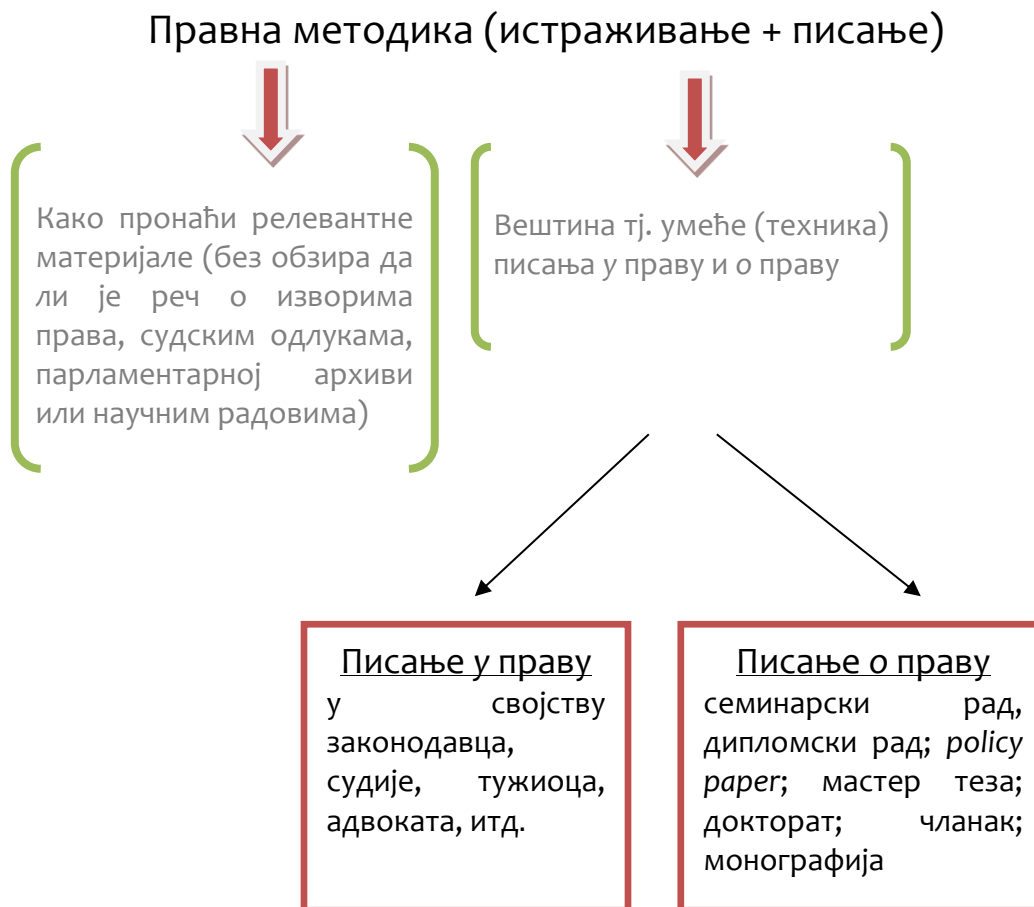 Правна методика (истраживање + писање)
Како пронаћи релевантне
материјале (без обзира да
ли је реч о изворима
права, судским одлукама,
парламентарној архиви
или научним радовима)
Вештина тј. умеће (техника)
писања у праву и о праву
Писање у праву
у својству
законодавца,
судије, тужиоца,
адвоката, итд.
Писање о праву
семинарски рад,
дипломски рад; policy
paper; мастер теза;
докторат; чланак;
монографија